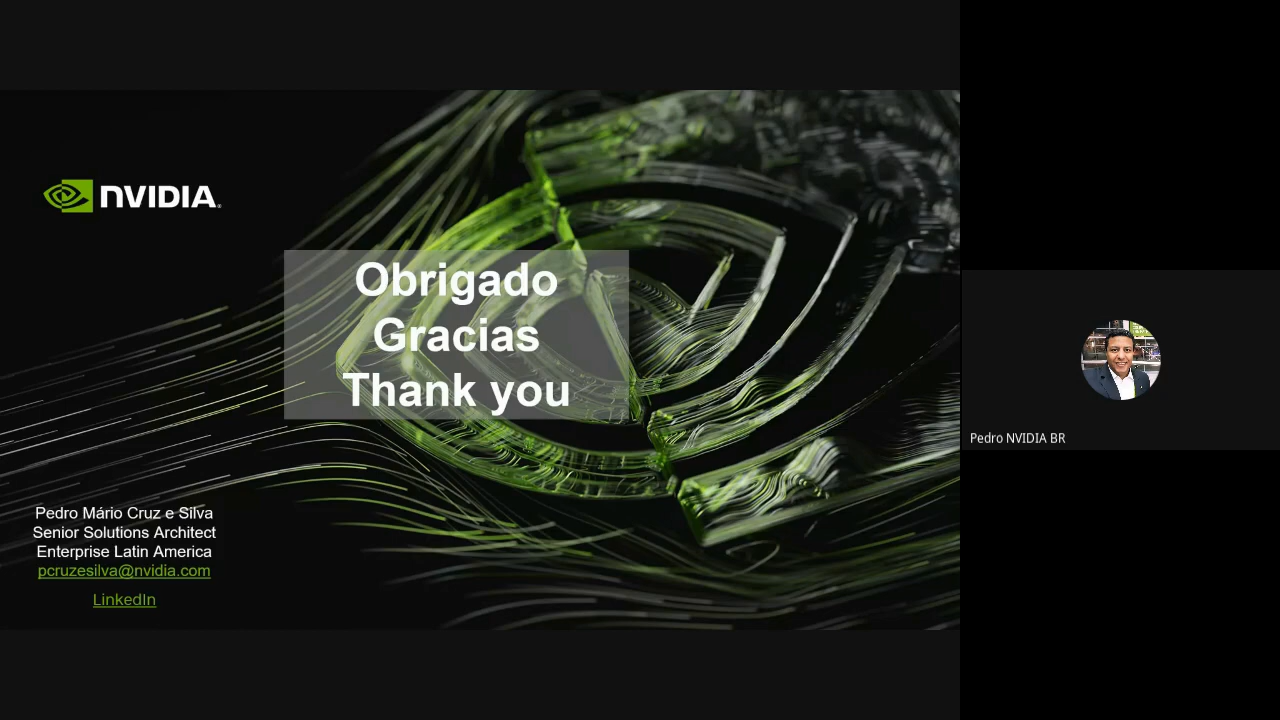 NVIDIA
Obrigado
Gracias
Thank you
Pedro NVIDIA BR
Pedro Mário Cruz e Silva
Senior Solutions Architect
Enterprise Latin America
pcruzesilva@nvidia.com
LinkedIn